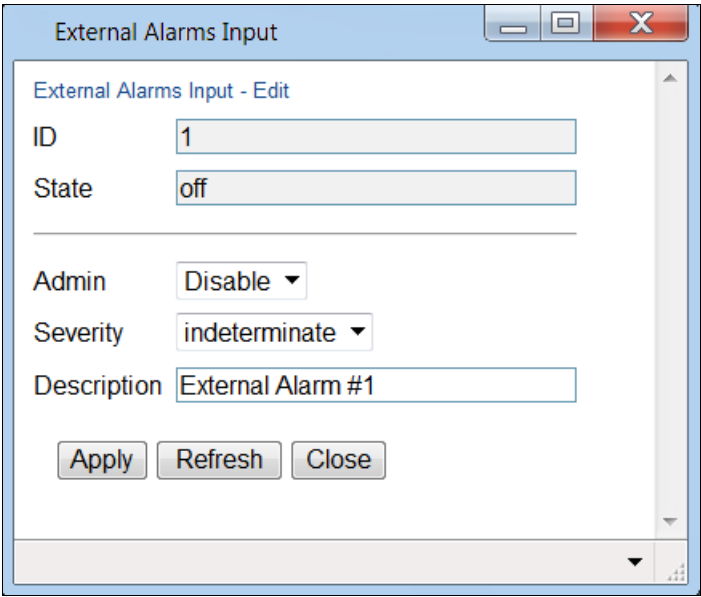 External Alarms Input
External Alarms Input - Edit
ID 1
State off
Admin Disable
Severity indeterminate
Description External Alarm #1
Apply Refresh Close